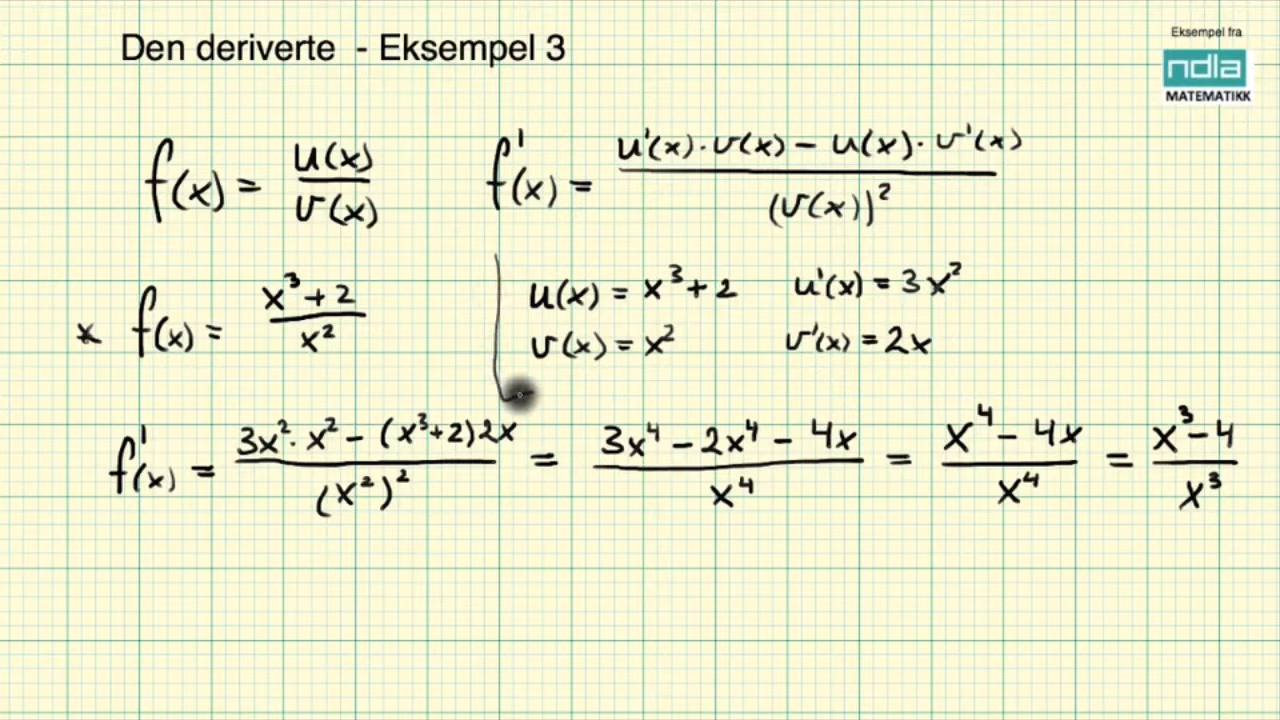 Den deriverte - Eksempel 3
Eksempel fra
ndla
MATEMATIKK
f(x) = u(x)/v(x)    f'(x) = (u'(x)·v(x) − u(x)·v'(x))/(v(x))²
* f(x) = (x³+2)/x²
u(x) = x³+2    u'(x) = 3x²
v(x) = x²    v'(x) = 2x
f'(x) = (3x²·x² − (x³+2)2x)/(x²)² = (3x⁴ − 2x⁴ − 4x)/x⁴ = (x⁴ − 4x)/x⁴ = (x³−4)/x³